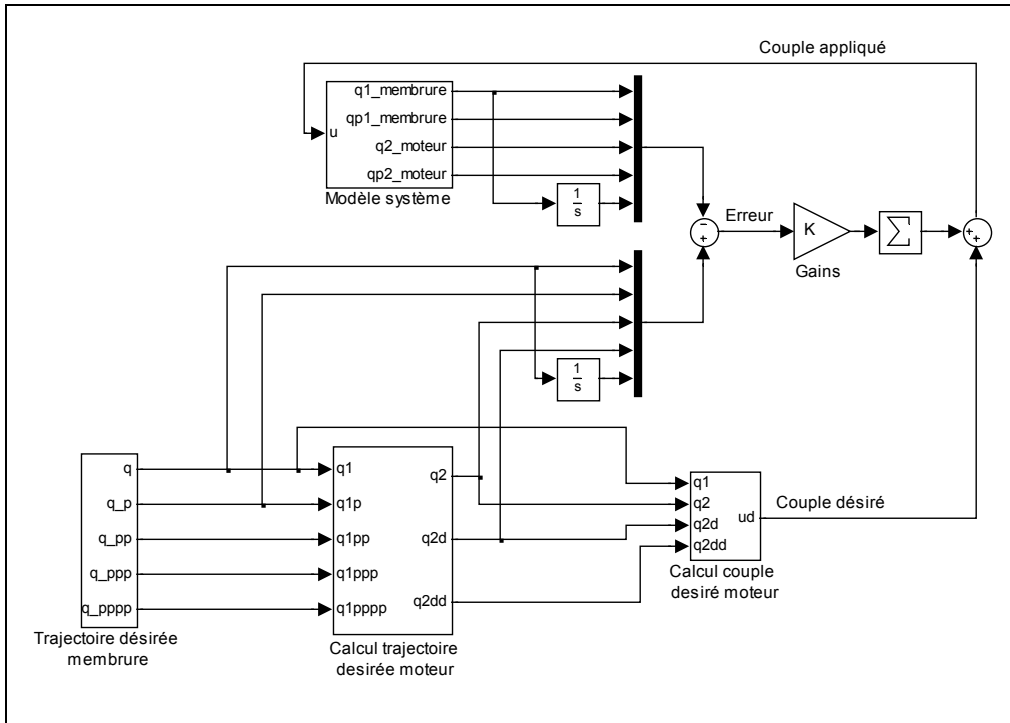 Couple appliqué
q1_membrure
qp1_membrure
u
q2_moteur
qp2_moteur
Modèle système
1
s
−
+
Erreur
K
Gains
Σ
+
+
1
s
q
q_p
q_pp
q_ppp
q_pppp
Trajectoire désirée
membrure
q1
q1p
q1pp
q1ppp
q1pppp
q2
q2d
q2dd
Calcul trajectoire
desirée moteur
q1
q2
q2d
q2dd
ud
Calcul couple
desiré moteur
Couple désiré